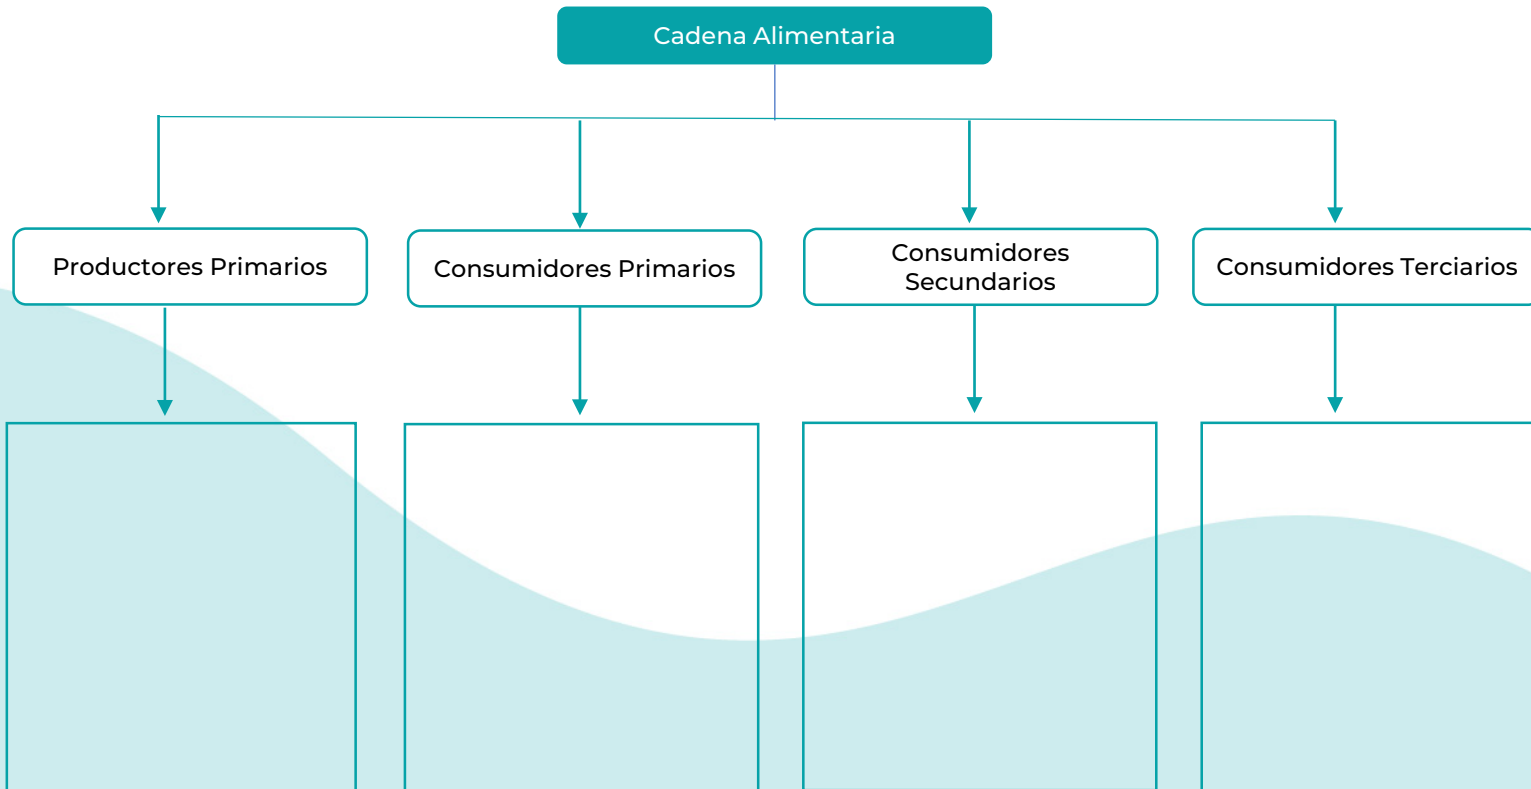 Cadena Alimentaria
Productores Primarios
Consumidores Primarios
Consumidores
Secundarios
Consumidores Terciarios